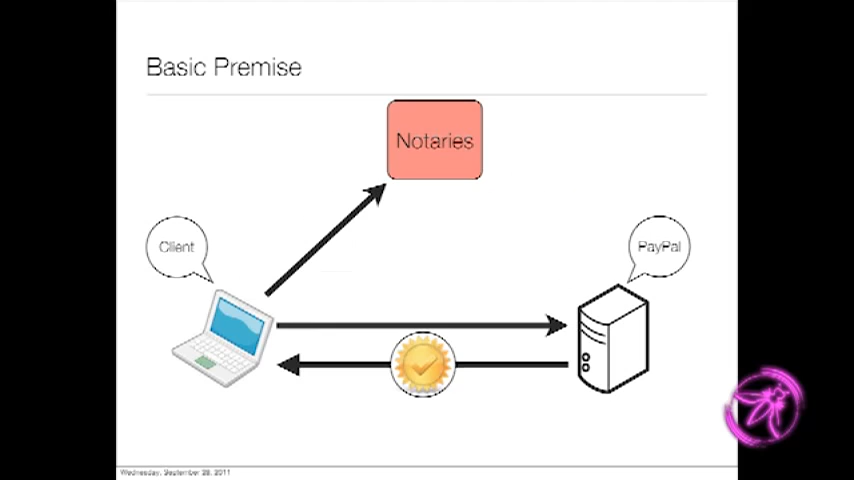 Basic Premise
Notaries
Client
PayPal
Wednesday, September 28, 2011